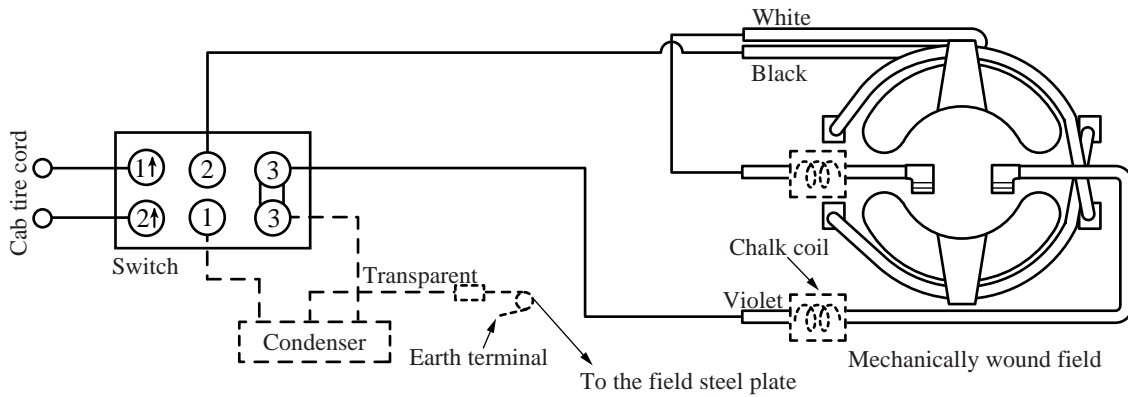 White
Black
Cab tire cord
1↑ 2 3
2↑ 1 3
Switch
Transparent
Chalk coil
Violet
Condenser
Earth terminal
Mechanically wound field
To the field steel plate